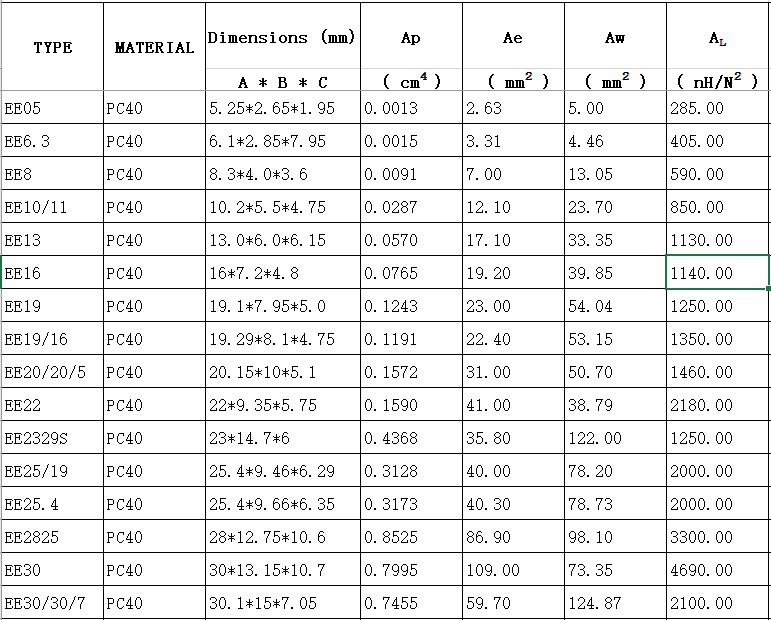 TYPE MATERIAL Dimensions (mm) Ap Ae Aw AL
A * B * C ( cm⁴ ) ( mm² ) ( mm² ) ( nH/N² )
EE05 PC40 5.25*2.65*1.95 0.0013 2.63 5.00 285.00
EE6.3 PC40 6.1*2.85*7.95 0.0015 3.31 4.46 405.00
EE8 PC40 8.3*4.0*3.6 0.0091 7.00 13.05 590.00
EE10/11 PC40 10.2*5.5*4.75 0.0287 12.10 23.70 850.00
EE13 PC40 13.0*6.0*6.15 0.0570 17.10 33.35 1130.00
EE16 PC40 16*7.2*4.8 0.0765 19.20 39.85 1140.00
EE19 PC40 19.1*7.95*5.0 0.1243 23.00 54.04 1250.00
EE19/16 PC40 19.29*8.1*4.75 0.1191 22.40 53.15 1350.00
EE20/20/5 PC40 20.15*10*5.1 0.1572 31.00 50.70 1460.00
EE22 PC40 22*9.35*5.75 0.1590 41.00 38.79 2180.00
EE2329S PC40 23*14.7*6 0.4368 35.80 122.00 1250.00
EE25/19 PC40 25.4*9.46*6.29 0.3128 40.00 78.20 2000.00
EE25.4 PC40 25.4*9.66*6.35 0.3173 40.30 78.73 2000.00
EE2825 PC40 28*12.75*10.6 0.8525 86.90 98.10 3300.00
EE30 PC40 30*13.15*10.7 0.7995 109.00 73.35 4690.00
EE30/30/7 PC40 30.1*15*7.05 0.7455 59.70 124.87 2100.00